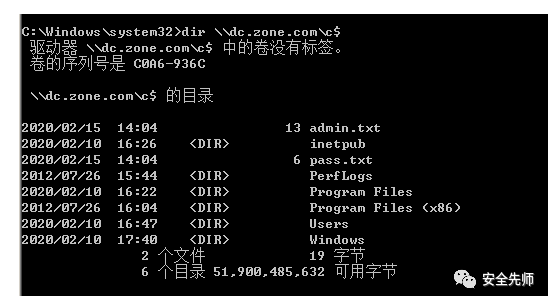 C:\Windows\system32>dir \\dc.zone.com\c$
驱动器 \\dc.zone.com\c$ 中的卷没有标签。
卷的序列号是 C0A6-936C
\\dc.zone.com\c$ 的目录
2020/02/15  14:04                13 admin.txt
2020/02/10  16:26    <DIR>          inetpub
2020/02/15  14:04                 6 pass.txt
2012/07/26  15:44    <DIR>          PerfLogs
2020/02/10  16:22    <DIR>          Program Files
2012/07/26  16:04    <DIR>          Program Files (x86)
2020/02/10  16:47    <DIR>          Users
2020/02/10  17:40    <DIR>          Windows
2 个文件             19 字节
6 个目录 51,900,485,632 可用字节
安全先师